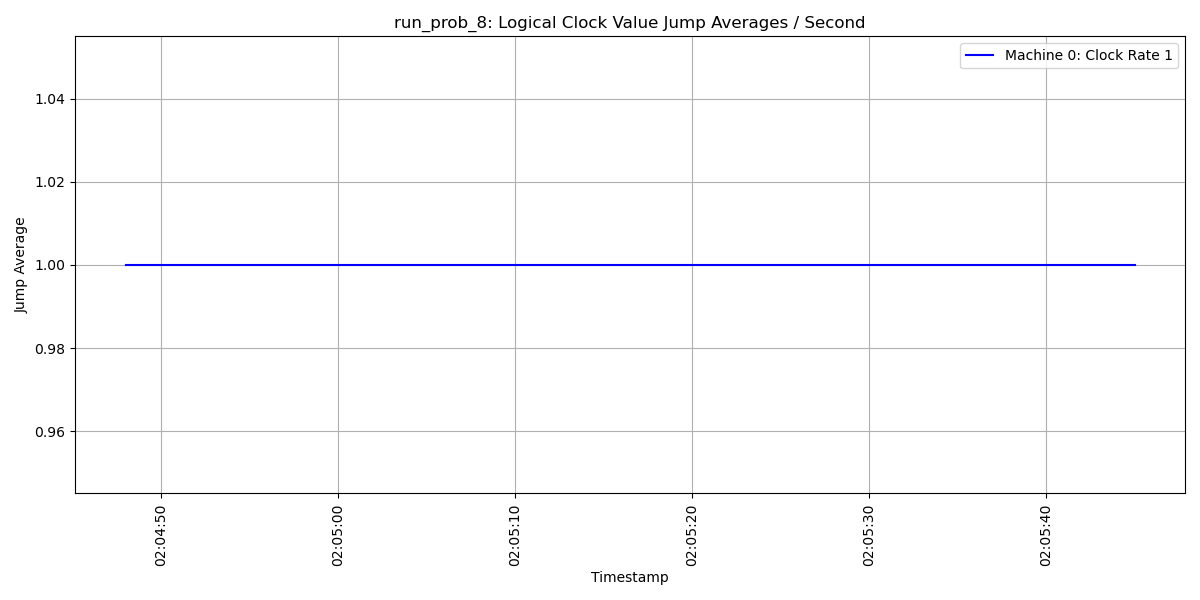 run_prob_8: Logical Clock Value Jump Averages / Second
Machine 0: Clock Rate 1
Jump Average
1.04
1.02
1.00
0.98
0.96
02:04:50
02:05:00
02:05:10
02:05:20
02:05:30
02:05:40
Timestamp